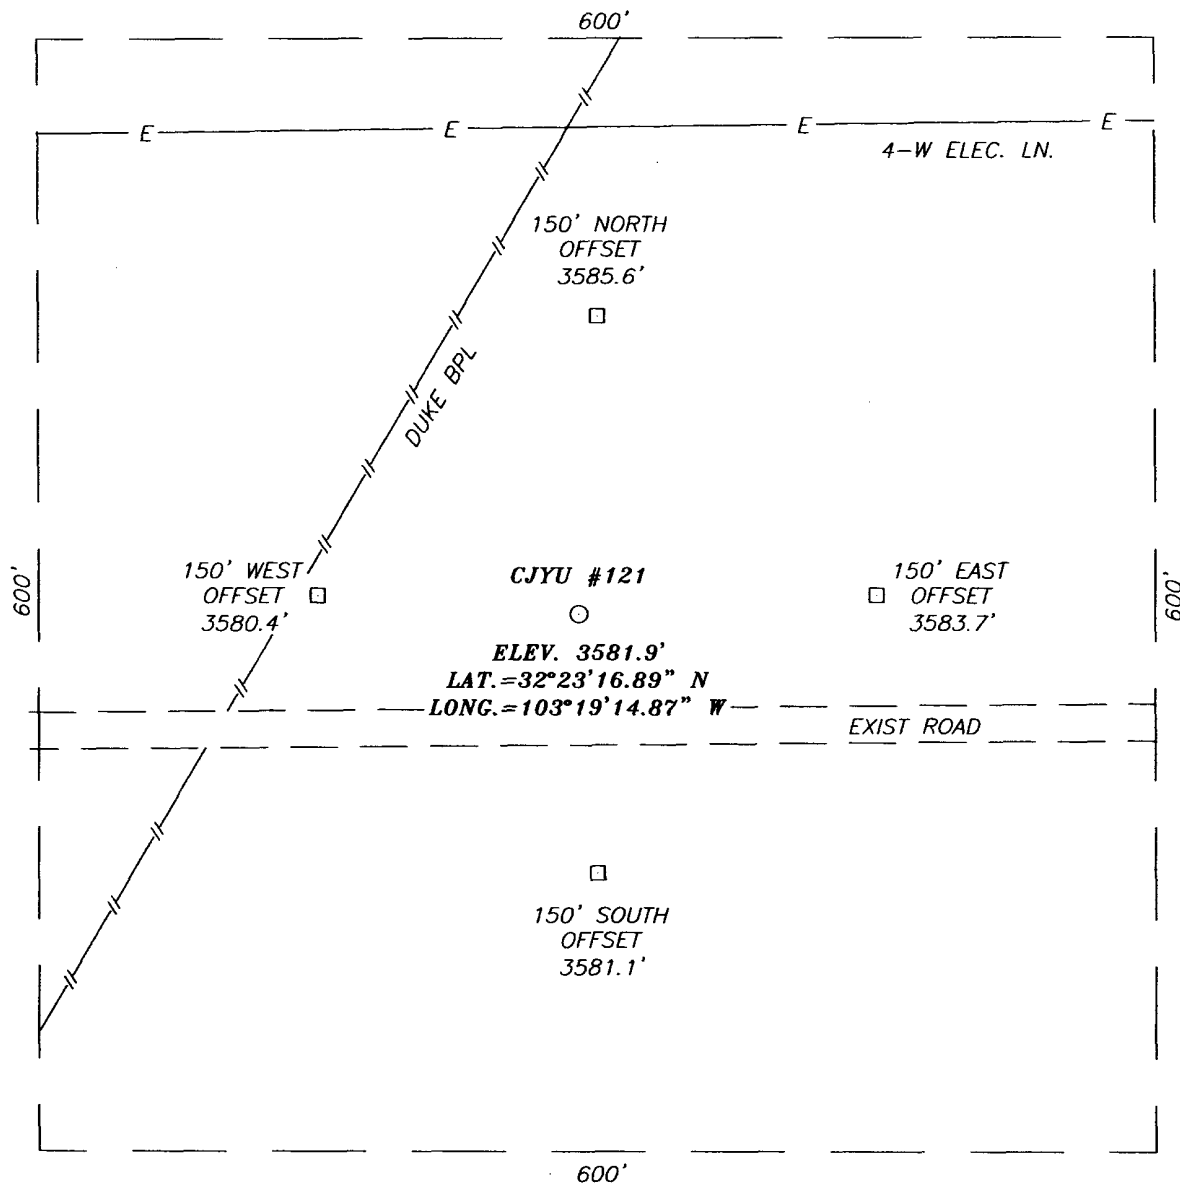 600'
E E E E
4-W ELEC. LN.
150' NORTH
OFFSET
3585.6'
DUKE BPL
600'
150' WEST
OFFSET
3580.4'
CJYU #121
150' EAST
OFFSET
3583.7'
600'
ELEV. 3581.9'
LAT.=32°23'16.89" N
LONG.=103°19'14.87" W
EXIST ROAD
150' SOUTH
OFFSET
3581.1'
600'